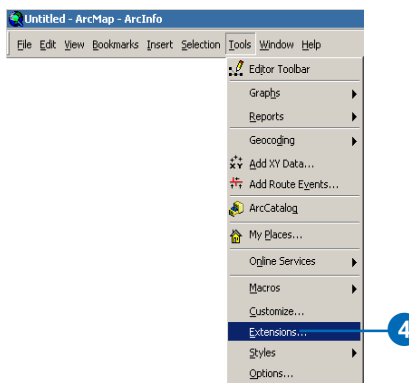 Untitled - ArcMap - ArcInfo
File Edit View Bookmarks Insert Selection Tools Window Help
Editor Toolbar
Graphs
Reports
Geocoding
Add XY Data...
Add Route Events...
ArcCatalog
My Places...
Online Services
Macros
Customize...
Extensions... 4
Styles
Options...